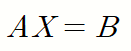 AX = B